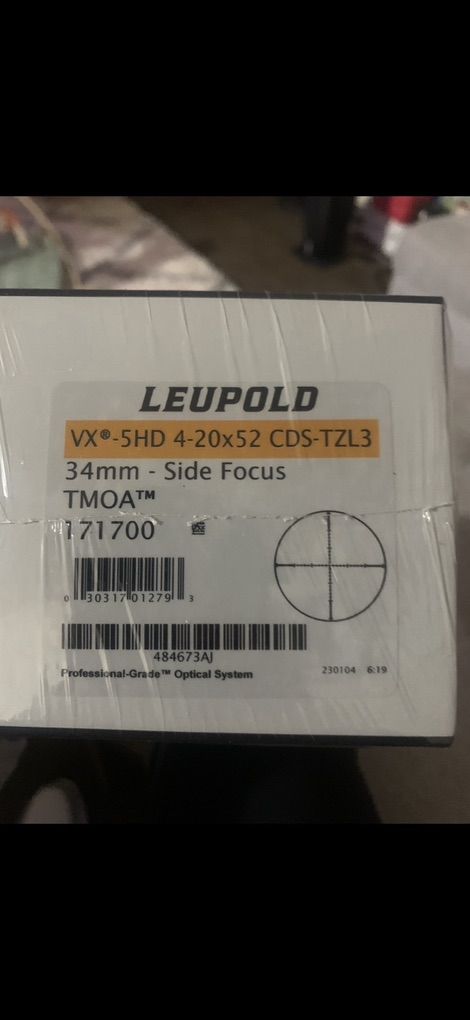 LEUPOLD
VX®-5HD 4-20x52 CDS-TZL3
34mm - Side Focus
TMOA™
171700
0 30317 01279 3
484673AJ
Professional-Grade™ Optical System
230104 6:19